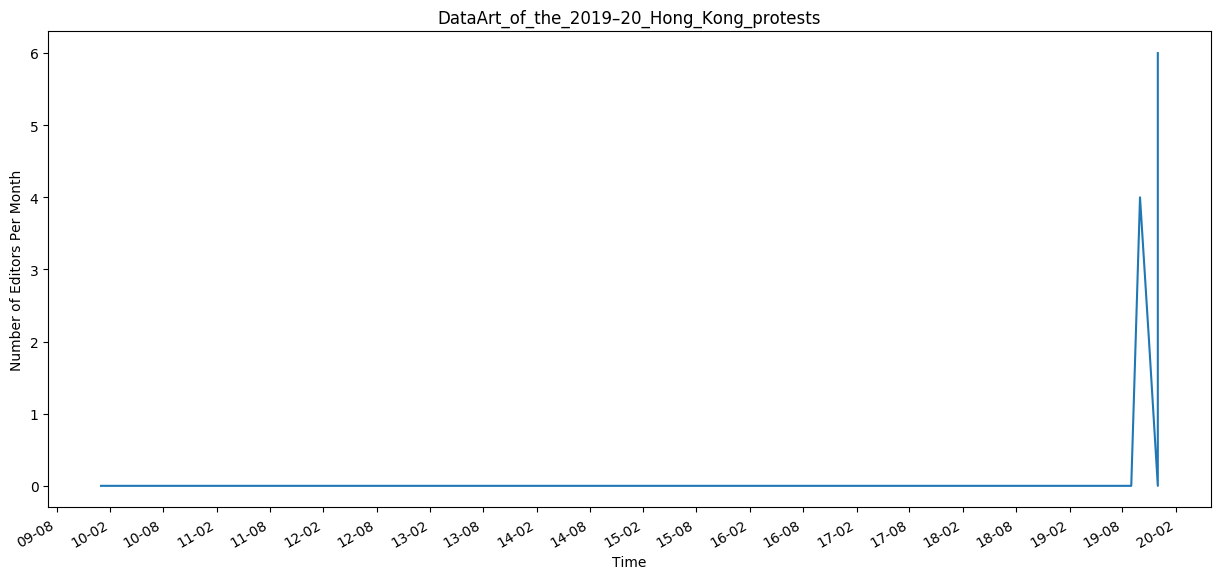 DataArt_of_the_2019–20_Hong_Kong_protests
Number of Editors Per Month
6
5
4
3
2
1
0
09-08 10-02 10-08 11-02 11-08 12-02 12-08 13-02 13-08 14-02 14-08 15-02 15-08 16-02 16-08 17-02 17-08 18-02 18-08 19-02 19-08 20-02
Time